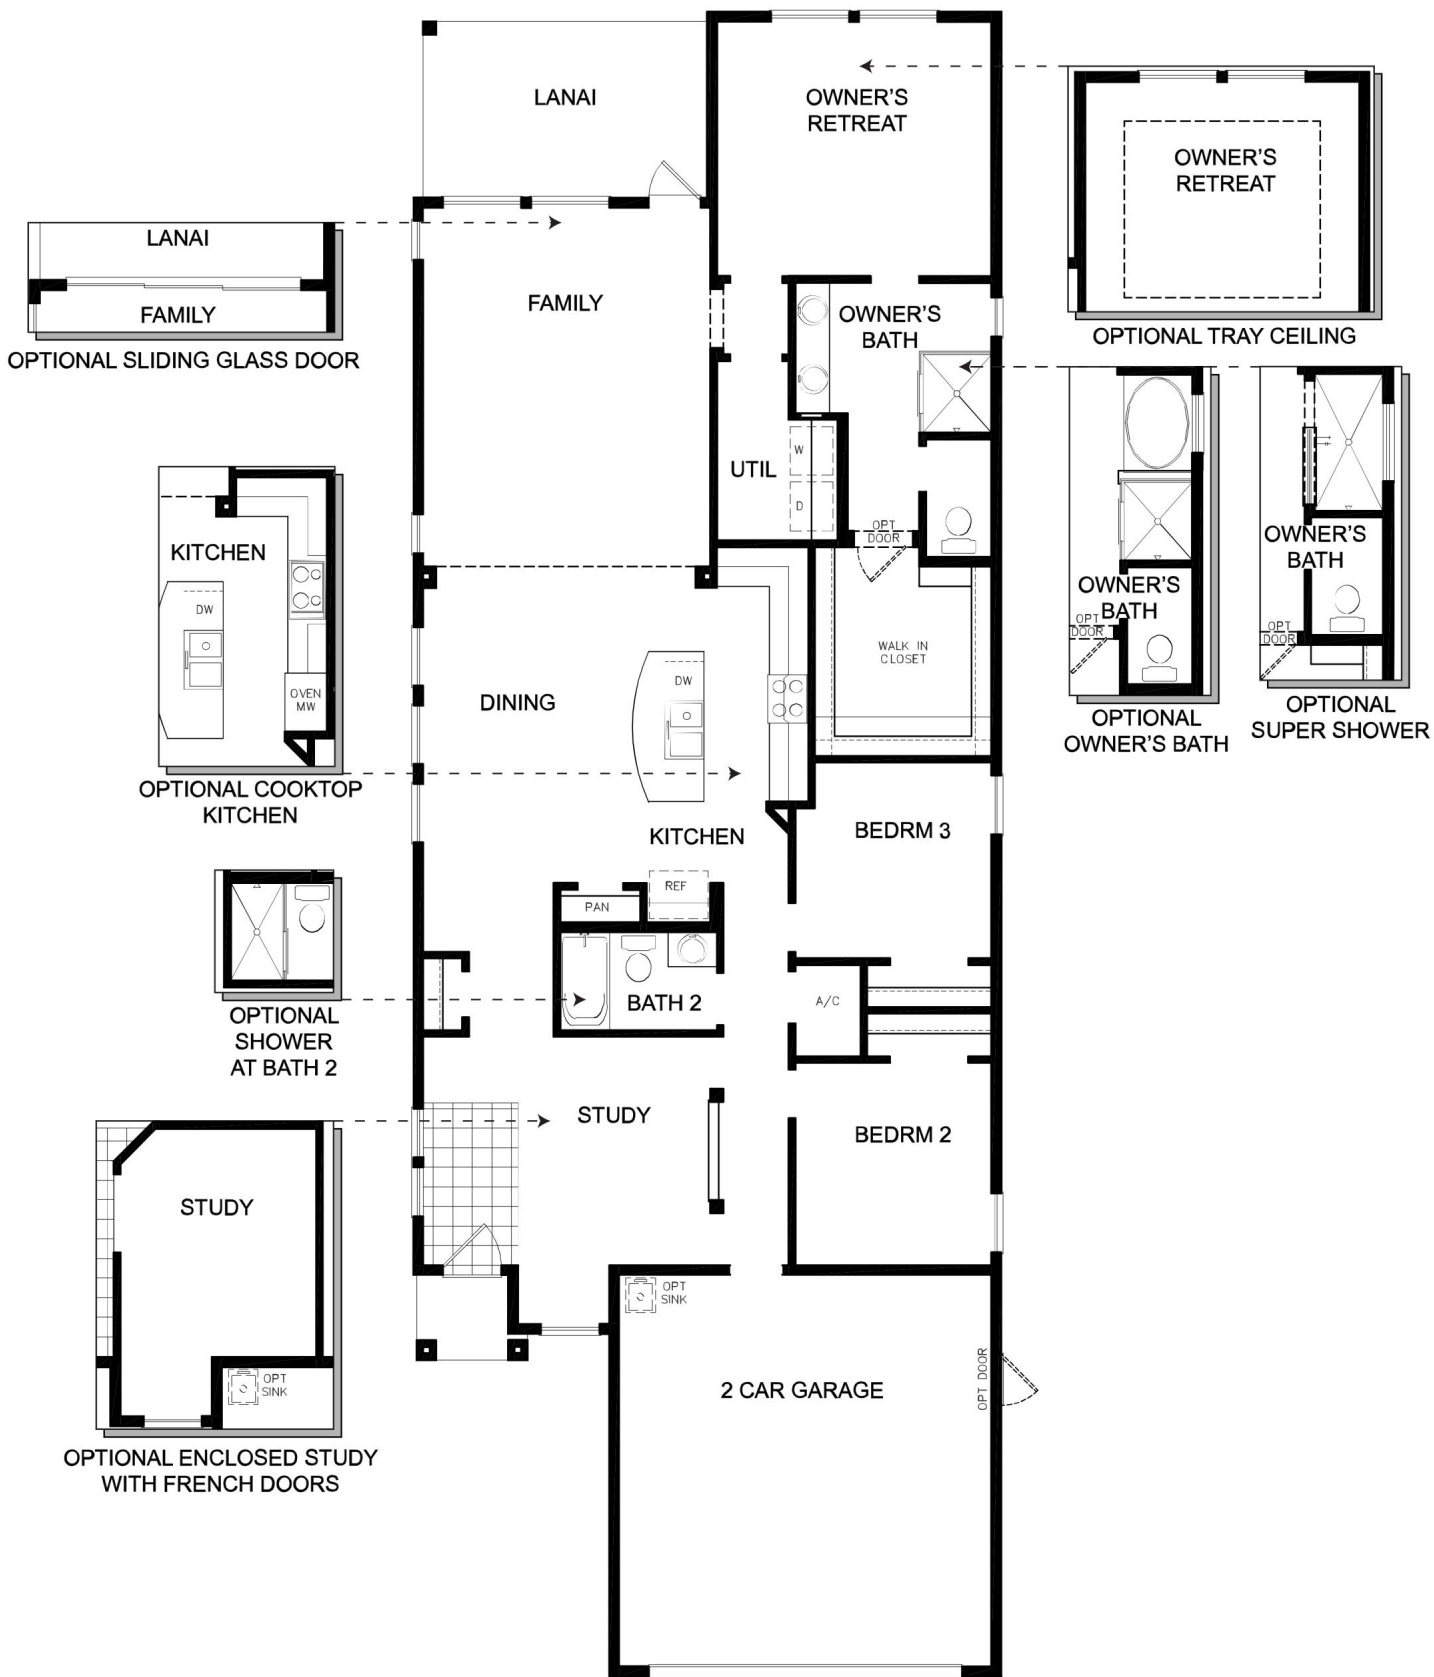 LANAI
OWNER'S
RETREAT
OWNER'S
RETREAT
OPTIONAL TRAY CEILING
LANAI
FAMILY
OPTIONAL SLIDING GLASS DOOR
FAMILY
OWNER'S
BATH
UTIL
W
D
OPT
DOOR
WALK IN
CLOSET
OWNER'S
BATH
OPT
DOOR
OPTIONAL
OWNER'S BATH
OWNER'S
BATH
OPT
DOOR
OPTIONAL
SUPER SHOWER
KITCHEN
DW
OVEN
MW
OPTIONAL COOKTOP
KITCHEN
DINING
DW
KITCHEN
BEDRM 3
PAN
REF
BATH 2
A/C
OPTIONAL
SHOWER
AT BATH 2
STUDY
BEDRM 2
STUDY
OPT
SINK
OPTIONAL ENCLOSED STUDY
WITH FRENCH DOORS
OPT
SINK
2 CAR GARAGE
OPT DOOR